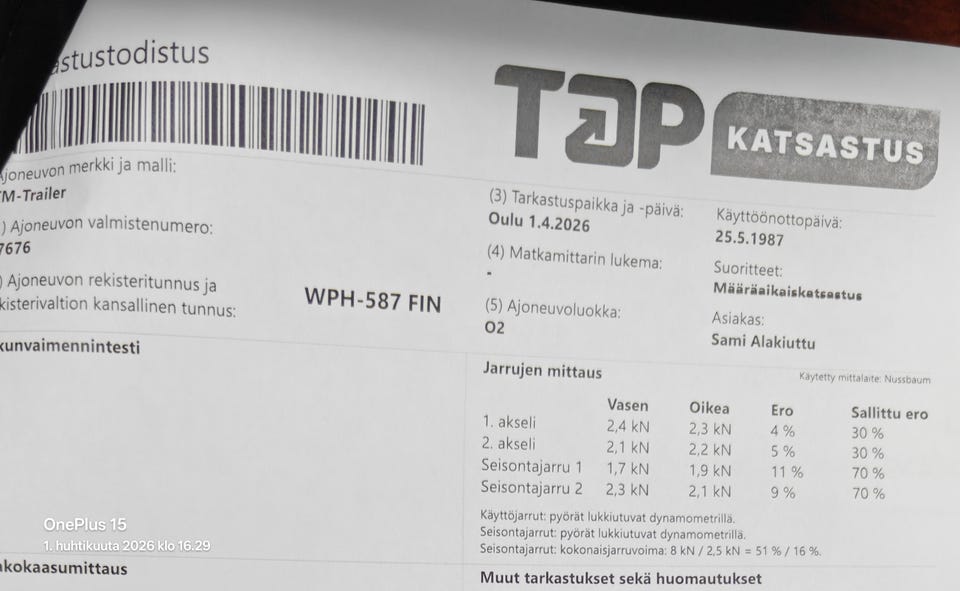 astustodistus
TAP KATSASTUS
Ajoneuvon merkki ja malli:
M-Trailer
) Ajoneuvon valmistenumero:
7676
) Ajoneuvon rekisteritunnus ja
kisterivaltion kansallinen tunnus:
WPH-587 FIN
(3) Tarkastuspaikka ja -päivä:
Oulu 1.4.2026
(4) Matkamittarin lukema:
-
(5) Ajoneuvoluokka:
O2
Käyttöönottopäivä:
25.5.1987
Suoritteet:
Määräaikaiskatsastus
Asiakas:
Sami Alakiuttu
kunvaimennintesti
Jarrujen mittaus
Käytetty mittalaite: Nussbaum
Vasen Oikea Ero Sallittu ero
1. akseli 2,4 kN 2,3 kN 4 % 30 %
2. akseli 2,1 kN 2,2 kN 5 % 30 %
Seisontajarru 1 1,7 kN 1,9 kN 11 % 70 %
Seisontajarru 2 2,3 kN 2,1 kN 9 % 70 %
Käyttöjarrut: pyörät lukkiutuvat dynamometrillä.
Seisontajarrut: pyörät lukkiutuvat dynamometrillä.
Seisontajarrut: kokonaisjarruvoima: 8 kN / 2,5 kN = 51 % / 16 %.
OnePlus 15
1. huhtikuuta 2026 klo 16.29
akokaasumittaus
Muut tarkastukset sekä huomautukset